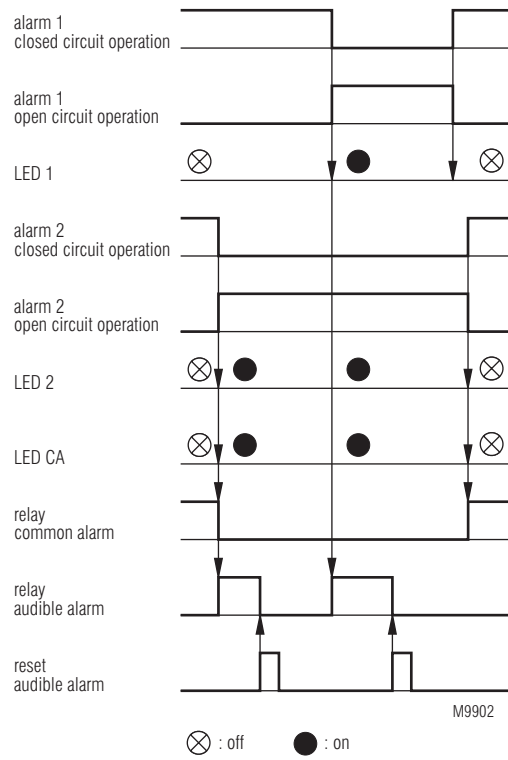 alarm 1
closed circuit operation
alarm 1
open circuit operation
LED 1
alarm 2
closed circuit operation
alarm 2
open circuit operation
LED 2
LED CA
relay
common alarm
relay
audible alarm
reset
audible alarm
M9902
: off : on